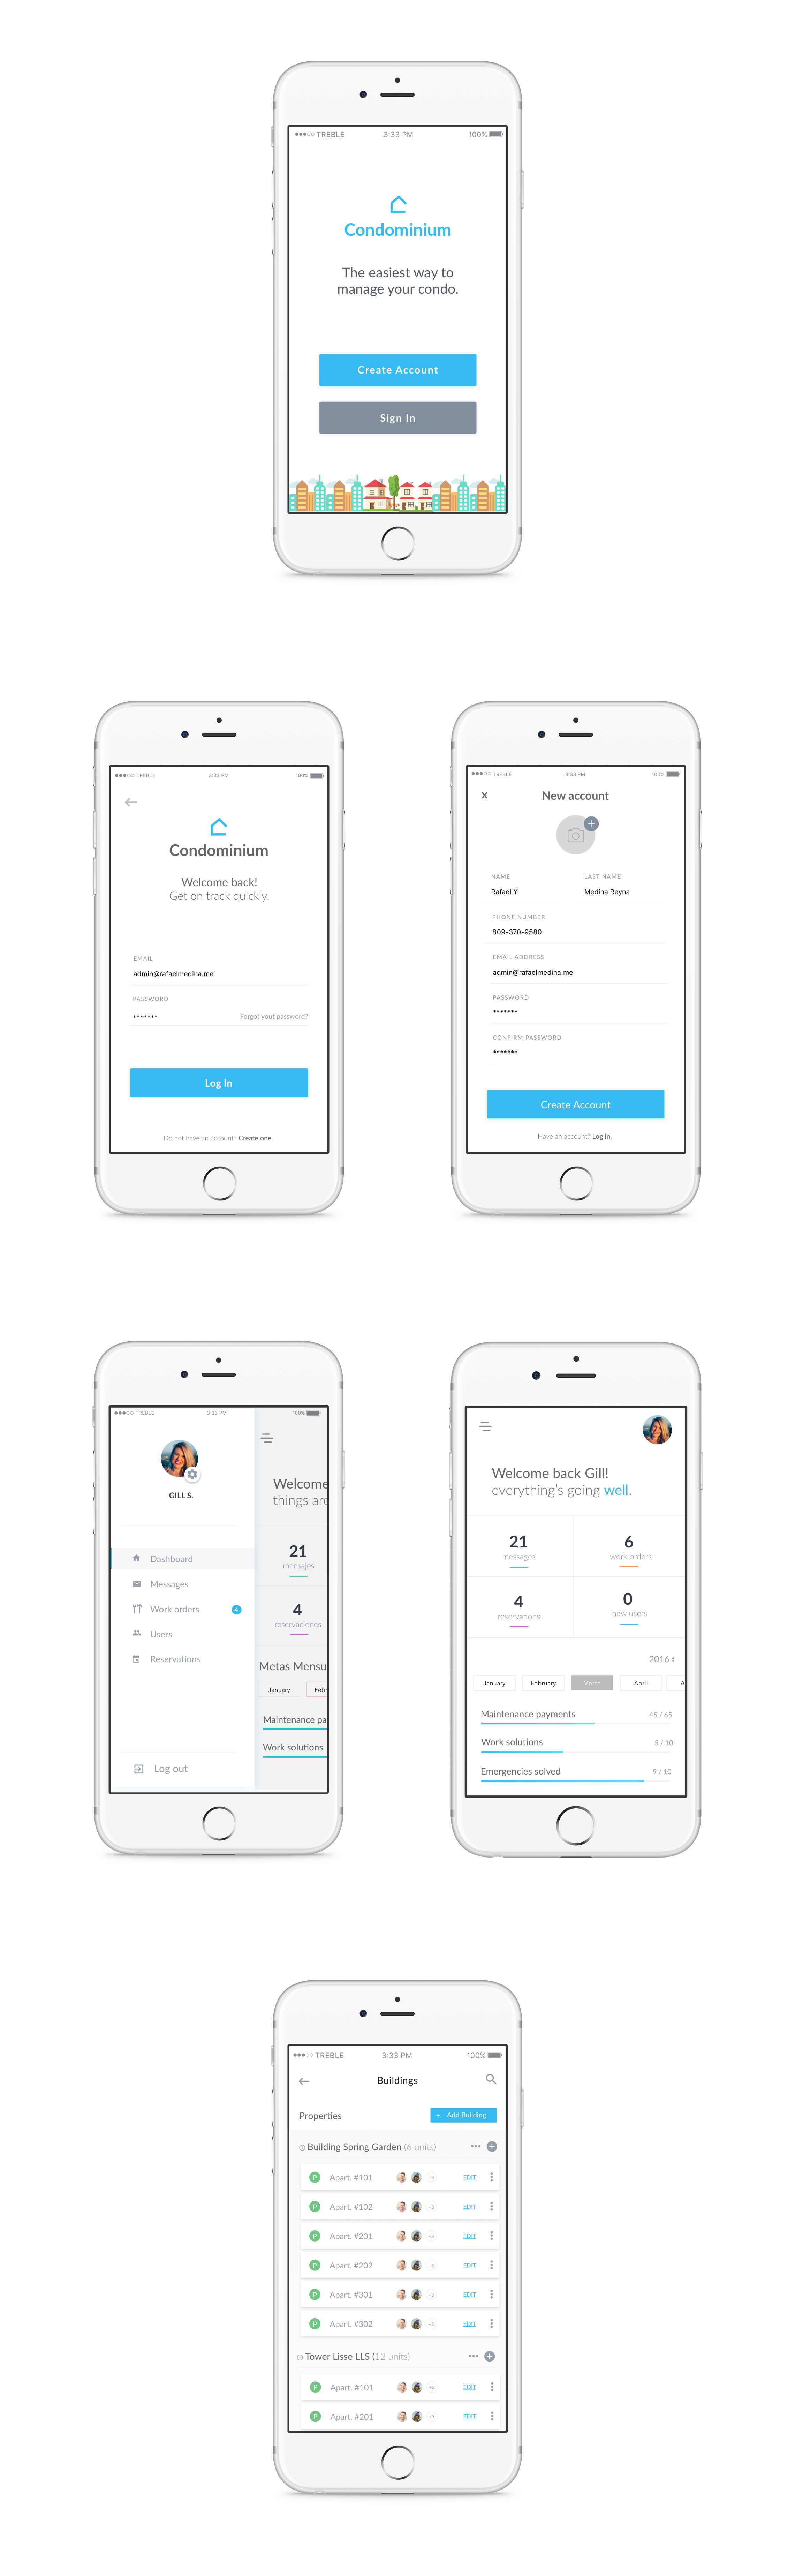 TREBLE 3:33 PM 100%
Condominium
The easiest way to
manage your condo.
Create Account
Sign In
TREBLE 3:33 PM 100%
Condominium
Welcome back!
Get on track quickly.
EMAIL
admin@rafaelmedina.me
PASSWORD
•••••••
Forgot yout password?
Log In
Do not have an account? Create one.
TREBLE 3:33 PM 100%
X New account
NAME LAST NAME
Rafael Y. Medina Reyna
PHONE NUMBER
809-370-9580
EMAIL ADDRESS
admin@rafaelmedina.me
PASSWORD
•••••••
CONFIRM PASSWORD
•••••••
Create Account
Have an account? Log in.
TREBLE 3:33 PM 100%
GILL S.
Dashboard
Messages
Work orders 4
Users
Reservations
Log out
Welcome
things are
21
mensajes
4
reservaciones
Metas Mensu
January Febr
Maintenance pa
Work solutions
Welcome back Gill!
everything's going well.
21 6
messages work orders
4 0
reservations new users
2016
January February March April A
Maintenance payments 45 / 65
Work solutions 5 / 10
Emergencies solved 9 / 10
TREBLE 3:33 PM 100%
Buildings
Properties + Add Building
Building Spring Garden (6 units)
P Apart. #101 +3 EDIT
P Apart. #102 +3 EDIT
P Apart. #201 +3 EDIT
P Apart. #202 +3 EDIT
P Apart. #301 +3 EDIT
P Apart. #302 +3 EDIT
Tower Lisse LLS (12 units)
P Apart. #101 +3 EDIT
P Apart. #201 +3 EDIT